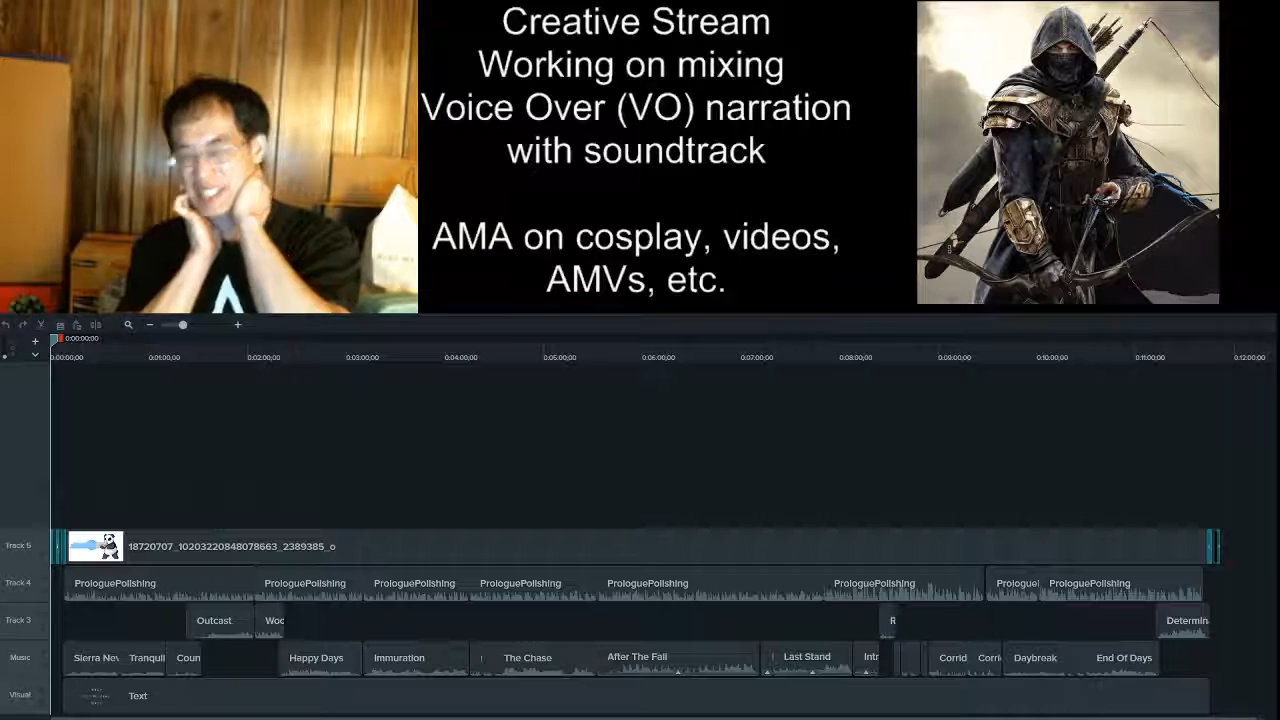 Creative Stream
Working on mixing
Voice Over (VO) narration
with soundtrack
AMA on cosplay, videos,
AMVs, etc.
0:00:00;00
0:00:00;00 0:01:00;00 0:02:00;00 0:03:00;00 0:04:00;00 0:05:00;00 0:06:00;00 0:07:00;00 0:08:00;00 0:09:00;00 0:10:00;00 0:11:00;00 0:12:00;00
Track 5 18720707_10203220848078663_2389385_o
Track 4 ProloguePolishing ProloguePolishing ProloguePolishing ProloguePolishing ProloguePolishing ProloguePolishing Prologue ProloguePolishing
Track 3 Outcast Woo R Determin
Music Sierra Nev Tranquil Coun Happy Days Immuration The Chase After The Fall Last Stand Intr Corrid Corri Daybreak End Of Days
Visual Text